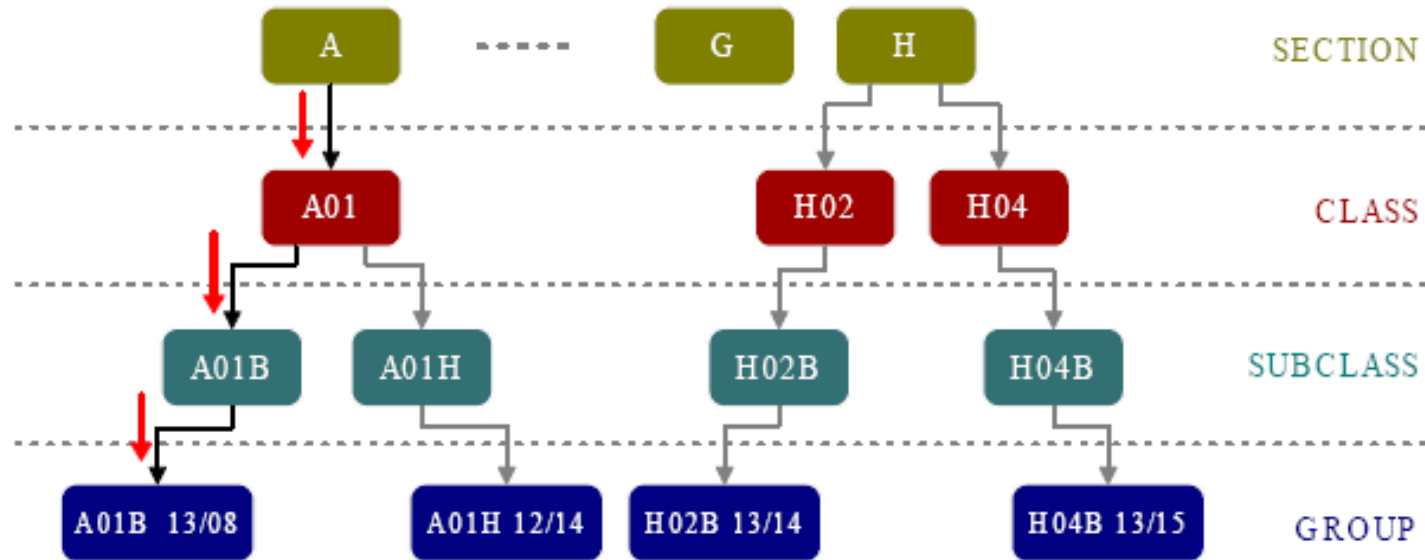 A G H SECTION
A01 H02 H04 CLASS
A01B A01H H02B H04B SUBCLASS
A01B 13/08 A01H 12/14 H02B 13/14 H04B 13/15 GROUP